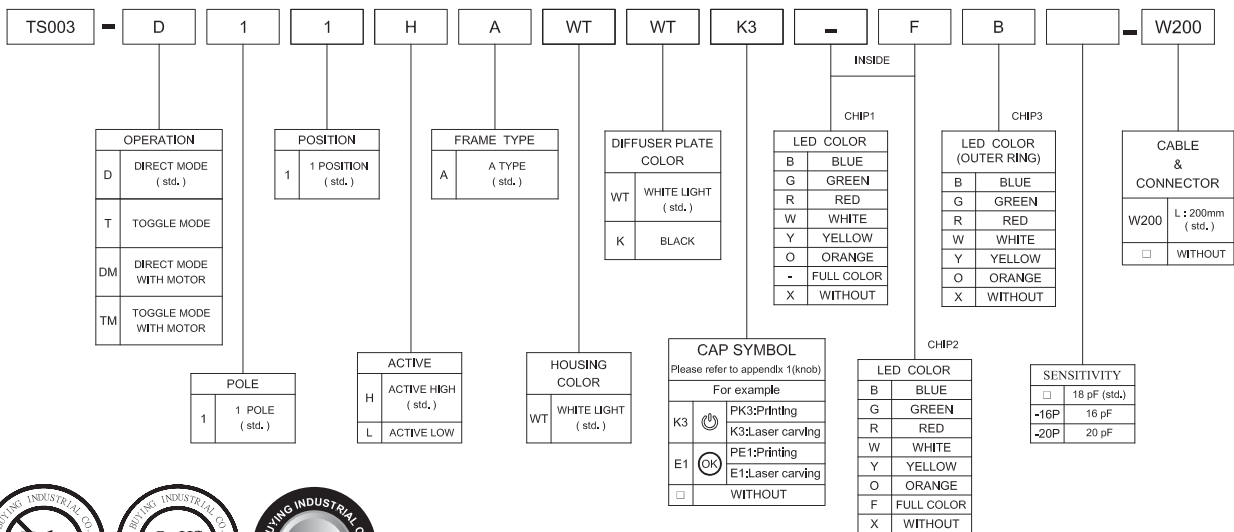 TS003 - D 1 1 H A WT WT K3 - F B - W200
INSIDE
CHIP1
CHIP3
OPERATION
D DIRECT MODE
( std. )
T TOGGLE MODE
DM DIRECT MODE
WITH MOTOR
TM TOGGLE MODE
WITH MOTOR
POSITION
1 1 POSITION
( std. )
FRAME TYPE
A A TYPE
( std. )
DIFFUSER PLATE
COLOR
WT WHITE LIGHT
( std. )
K BLACK
LED COLOR
B BLUE
G GREEN
R RED
W WHITE
Y YELLOW
O ORANGE
- FULL COLOR
X WITHOUT
LED COLOR
(OUTER RING)
B BLUE
G GREEN
R RED
W WHITE
Y YELLOW
O ORANGE
X WITHOUT
CABLE
&
CONNECTOR
W200 L : 200mm
( std. )
□ WITHOUT
POLE
1 1 POLE
( std. )
ACTIVE
H ACTIVE HIGH
( std. )
L ACTIVE LOW
HOUSING
COLOR
WT WHITE LIGHT
( std. )
CAP SYMBOL
Please refer to appendix 1(knob)
For example
K3 PK3:Printing
K3:Laser carving
E1 OK PE1:Printing
E1:Laser carving
□ WITHOUT
CHIP2
LED COLOR
B BLUE
G GREEN
R RED
W WHITE
Y YELLOW
O ORANGE
F FULL COLOR
X WITHOUT
SENSITIVITY
□ 18 pF (std.)
-16P 16 pF
-20P 20 pF
INDUSTRIAL CO.
INDUSTRIAL CO.
INDUSTRIAL